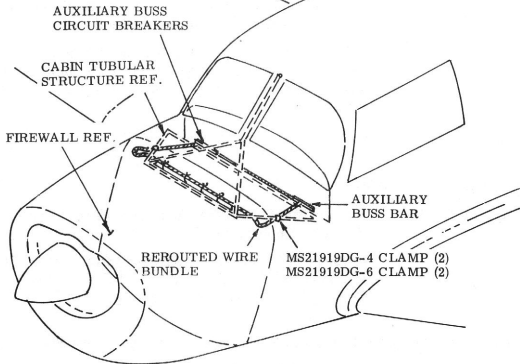 AUXILIARY BUSS
CIRCUIT BREAKERS
CABIN TUBULAR
STRUCTURE REF.
FIREWALL REF.
AUXILIARY
BUSS BAR
REROUTED WIRE
BUNDLE
MS21919DG-4 CLAMP (2)
MS21919DG-6 CLAMP (2)